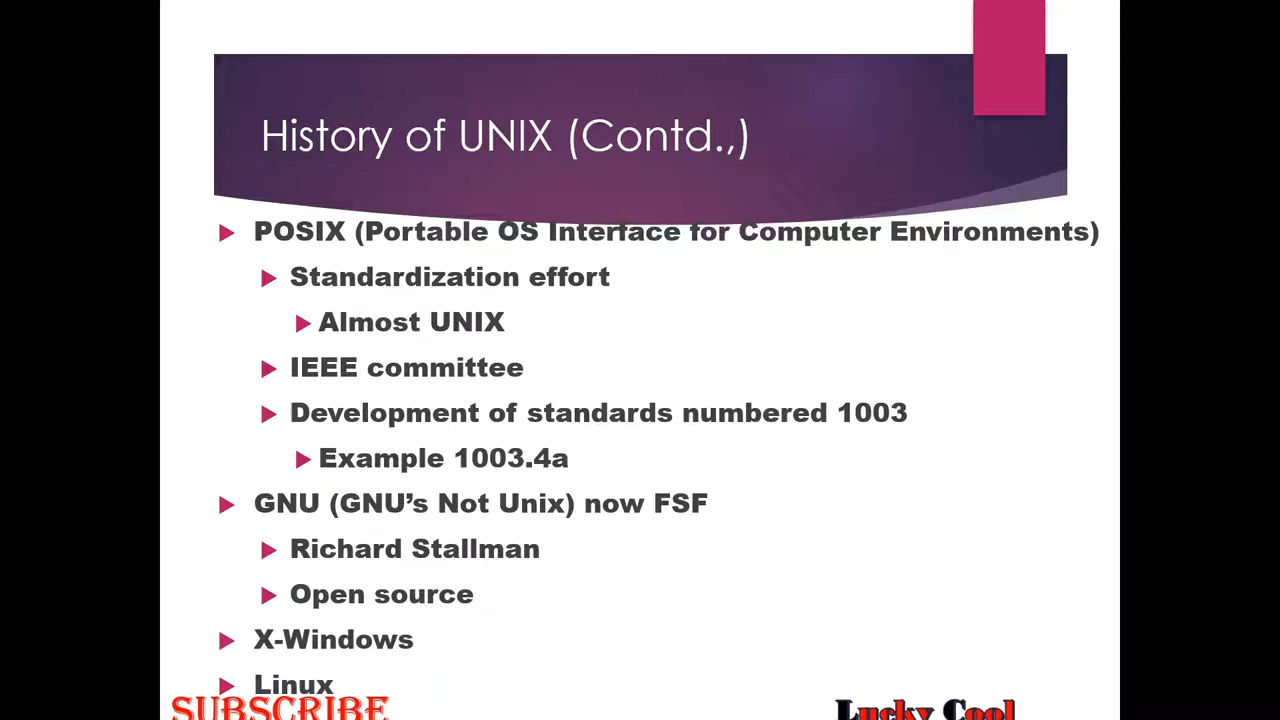 History of UNIX (Contd.,)
POSIX (Portable OS Interface for Computer Environments)
Standardization effort
Almost UNIX
IEEE committee
Development of standards numbered 1003
Example 1003.4a
GNU (GNU’s Not Unix) now FSF
Richard Stallman
Open source
X-Windows
Linux
SUBSCRIBE
Lucky Cool